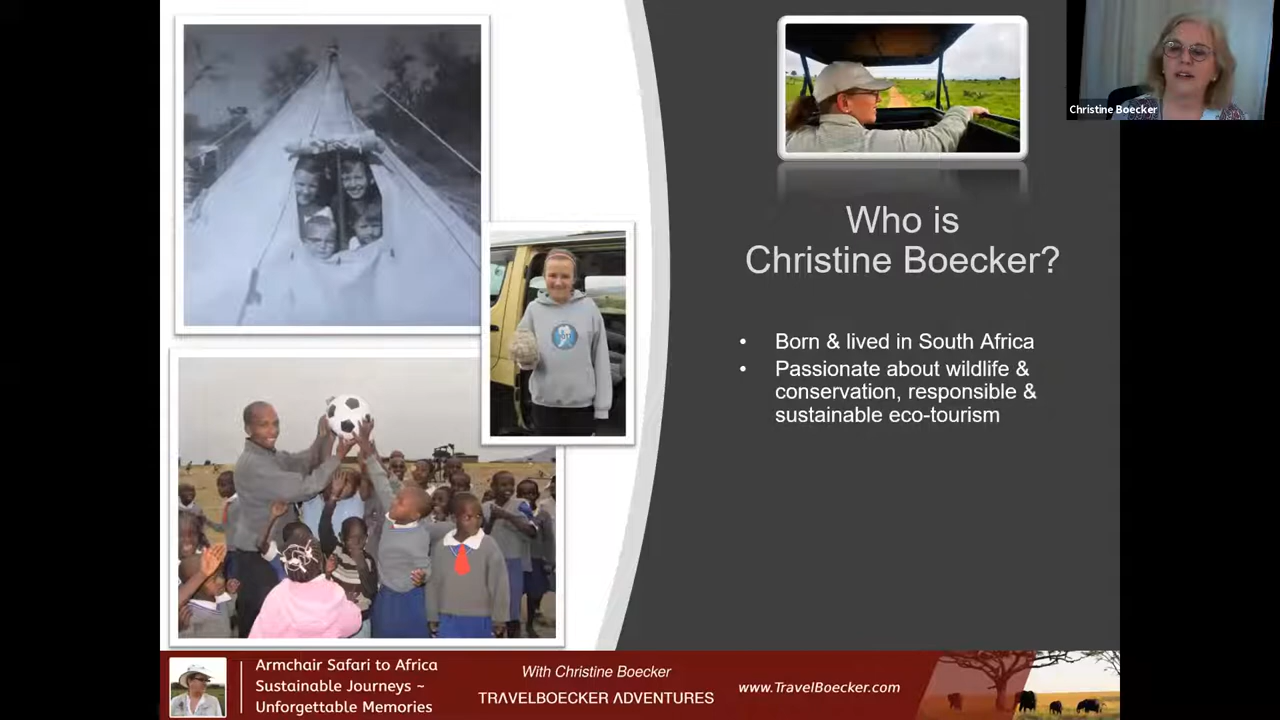 Christine Boecker
Who is
Christine Boecker?
• Born & lived in South Africa
• Passionate about wildlife &
conservation, responsible &
sustainable eco-tourism
Armchair Safari to Africa
Sustainable Journeys ~
Unforgettable Memories
With Christine Boecker
TRAVELBOECKER ADVENTURES
www.TravelBoecker.com